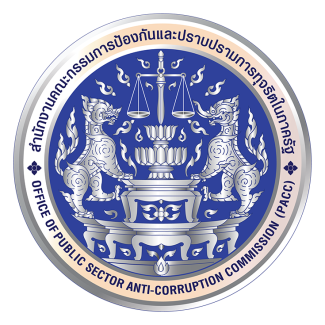 สำนักงานคณะกรรมการป้องกันและปราบปรามการทุจริตในภาครัฐ
OFFICE OF PUBLIC SECTOR ANTI-CORRUPTION COMMISSION (PACC)